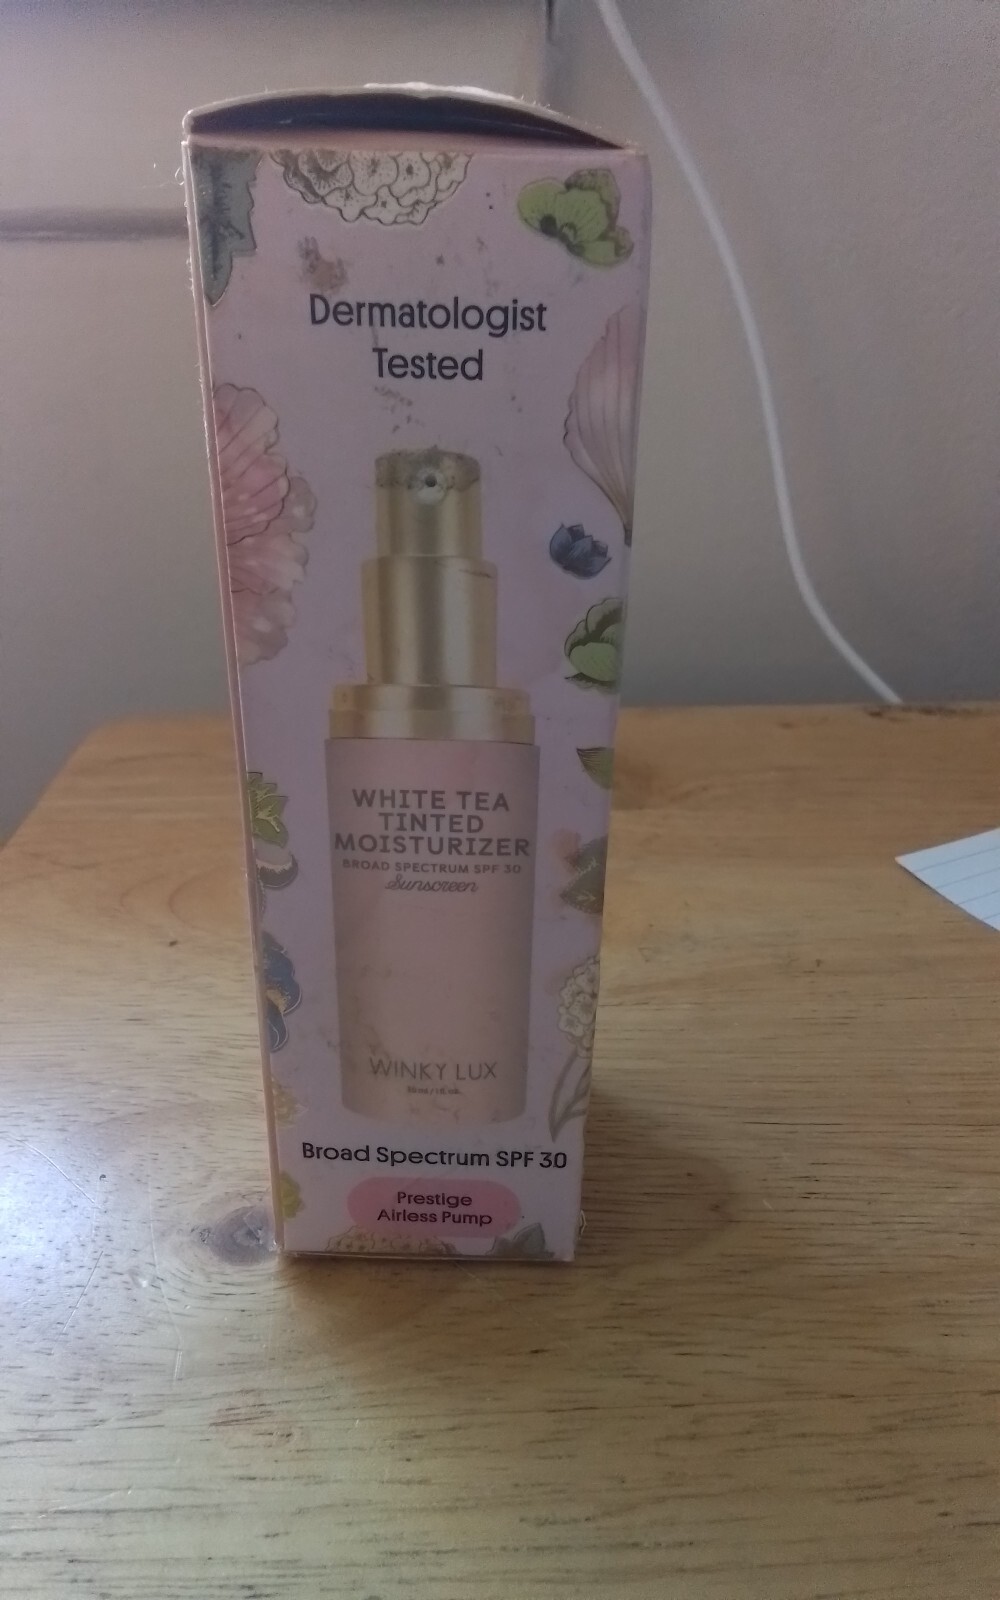 Dermatologist
Tested
WHITE TEA
TINTED
MOISTURIZER
BROAD SPECTRUM SPF 30
Sunscreen
WINKY LUX
Broad Spectrum SPF 30
Prestige
Airless Pump